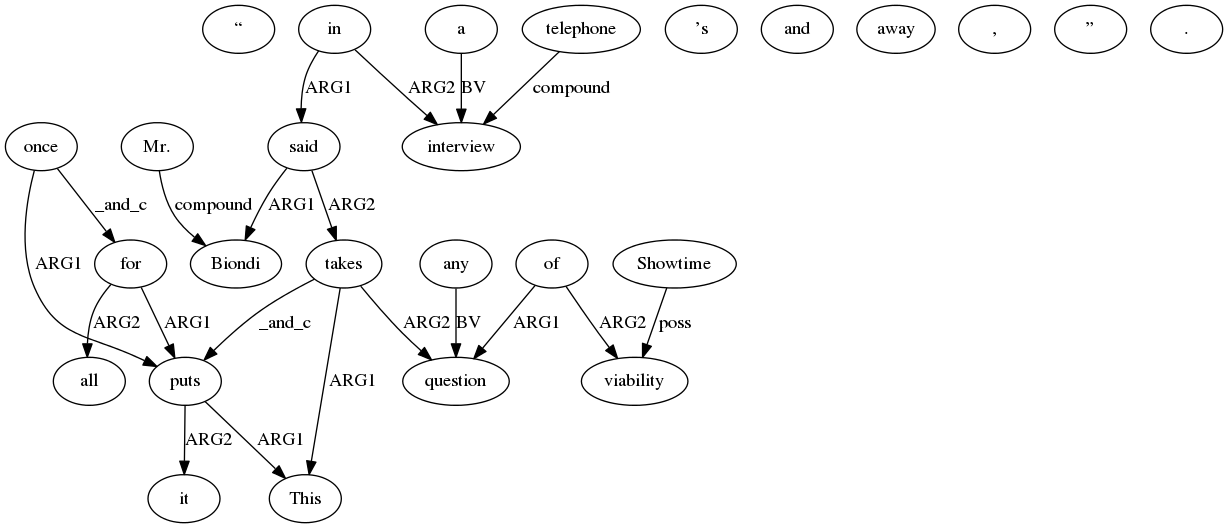 “ in a telephone ’s and away , ” .
ARG1 ARG2 BV compound
once Mr. said interview
_and_c compound ARG1 ARG2
ARG1 for Biondi takes any of Showtime
ARG2 ARG1 _and_c ARG2 BV ARG1 ARG2 poss
all puts ARG1 question viability
ARG2 ARG1
it This